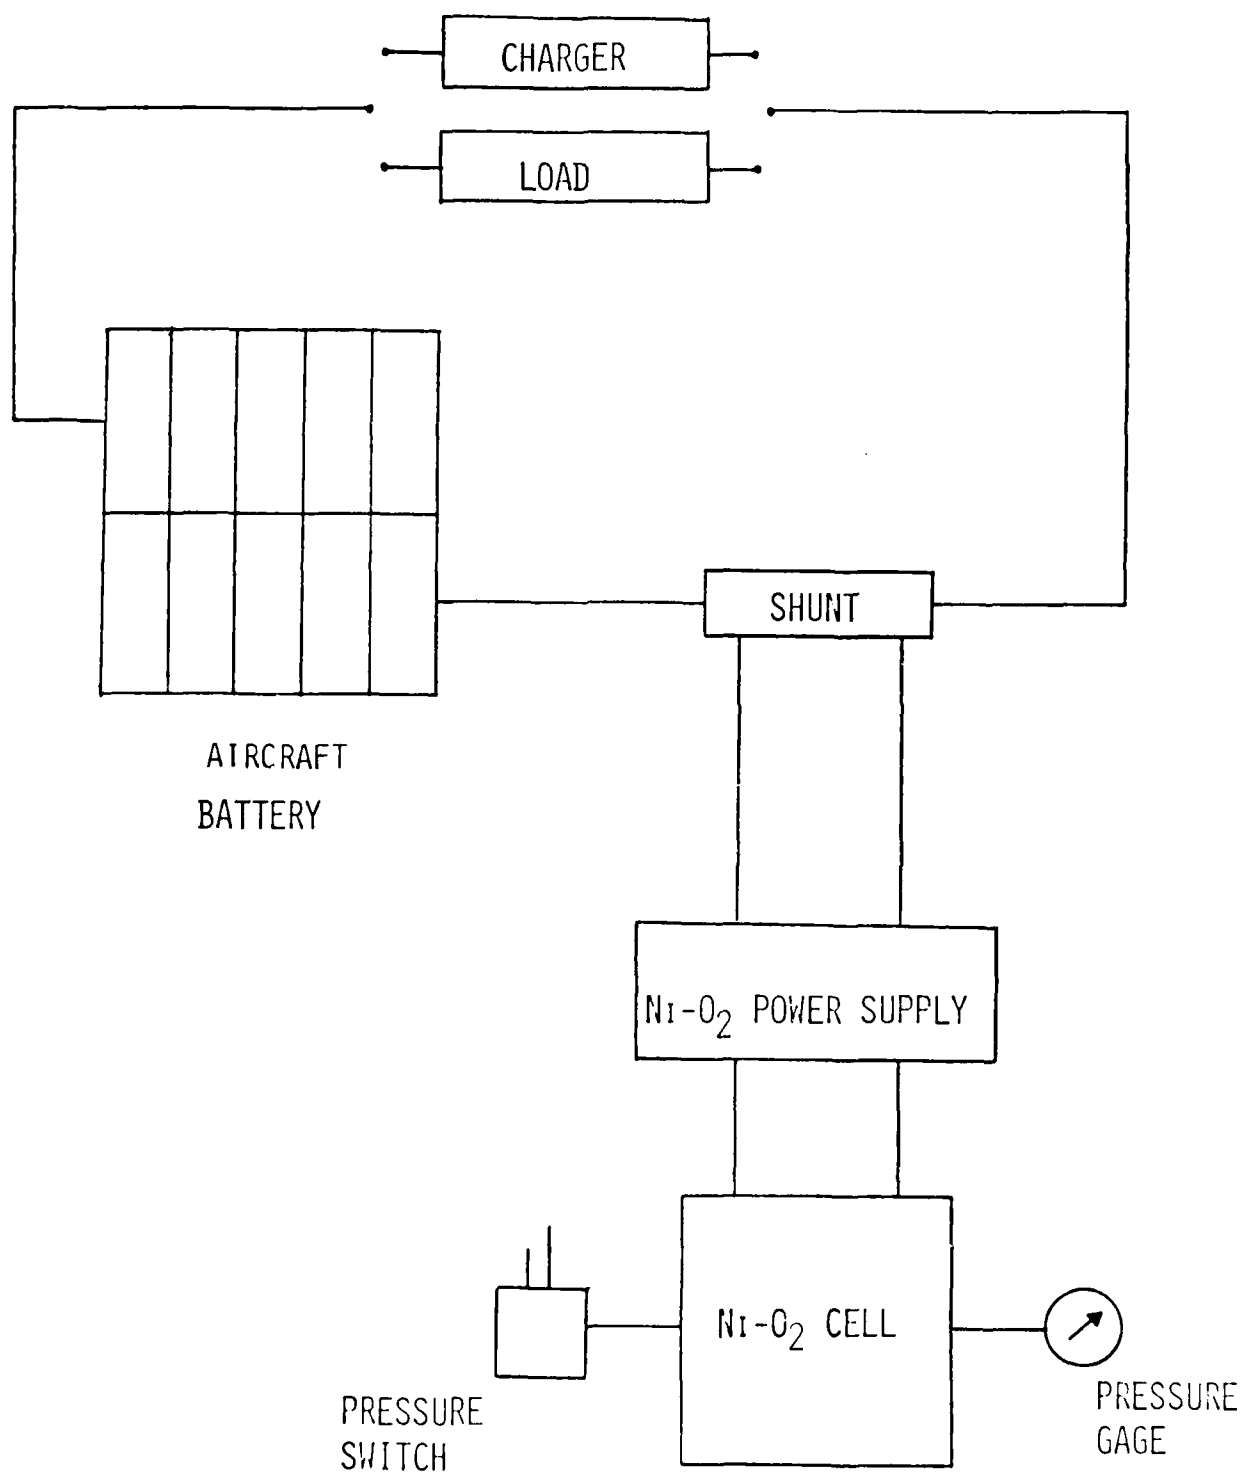 CHARGER
LOAD
SHUNT
AIRCRAFT
BATTERY
NI-O2 POWER SUPPLY
NI-O2 CELL
PRESSURE
SWITCH
PRESSURE
GAGE